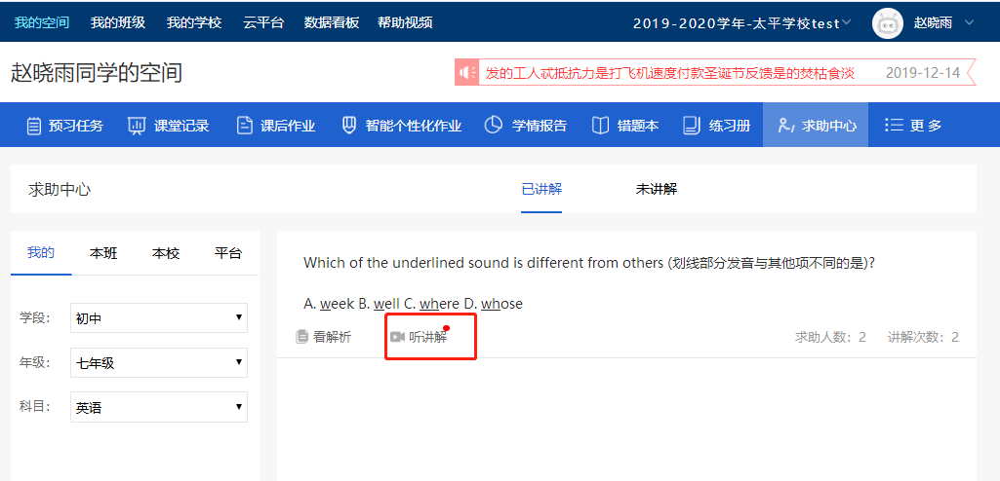 我的空间 我的班级 我的学校 云平台 数据看板 帮助视频 2019-2020学年-太平学校test 赵晓雨
赵晓雨同学的空间
发的工人忒抵抗力是打飞机速度付款圣诞节反馈是的焚枯食淡 2019-12-14
预习任务 课堂记录 课后作业 智能个性化作业 学情报告 错题本 练习册 求助中心 更多
求助中心 已讲解 未讲解
我的 本班 本校 平台
学段: 初中
年级: 七年级
科目: 英语
Which of the underlined sound is different from others (划线部分发音与其他项不同的是)?
A. week B. well C. where D. whose
看解析 听讲解 求助人数: 2 讲解次数: 2